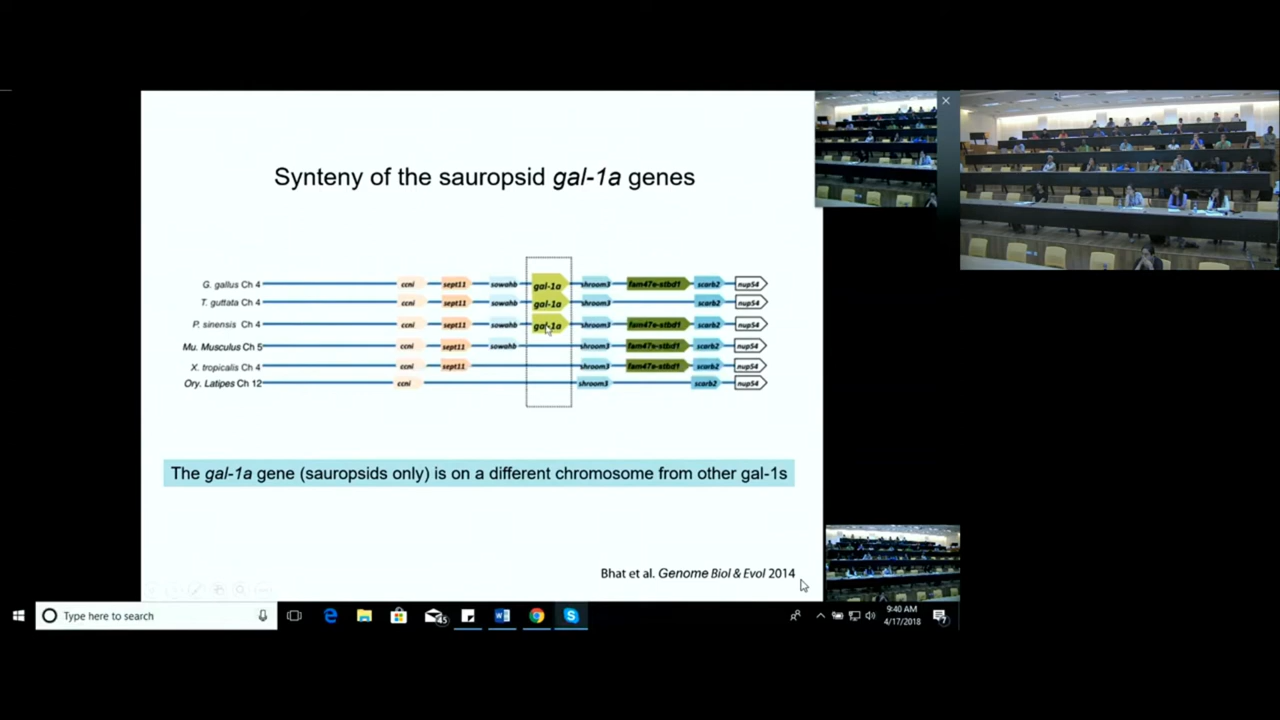 Synteny of the sauropsid gal-1a genes
G. gallus Ch 4 ccni sept11 sowahb gal-1a shroom3 fam47e-stbd1 scarb2 nup54
T. guttata Ch 4 ccni sept11 sowahb gal-1a shroom3 scarb2 nup54
P. sinensis Ch 4 ccni sept11 sowahb gal-1a shroom3 fam47e-stbd1 scarb2 nup54
Mu. Musculus Ch 5 ccni sept11 sowahb shroom3 fam47e-stbd1 scarb2 nup54
X. tropicalis Ch 4 ccni sept11 shroom3 fam47e-stbd1 scarb2 nup54
Ory. Latipes Ch 12 ccni shroom3 scarb2 nup54
The gal-1a gene (sauropsids only) is on a different chromosome from other gal-1s
Bhat et al. Genome Biol & Evol 2014
Type here to search
45
9:40 AM
4/17/2018
7